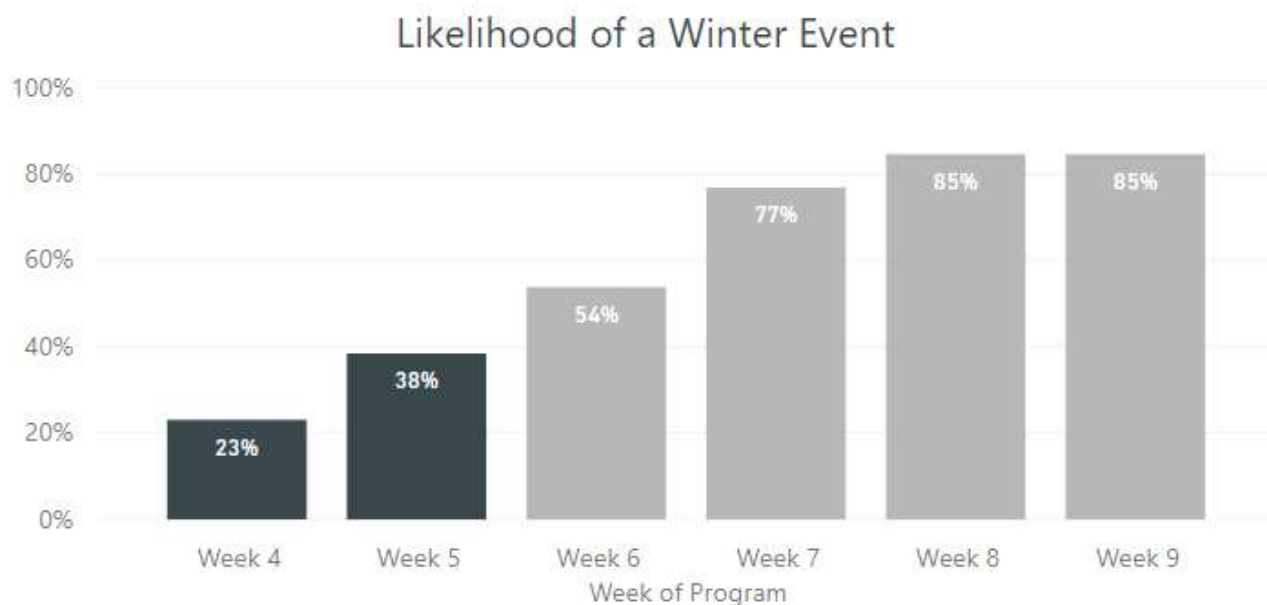 Likelihood of a Winter Event
100%
80%
60%
40%
20%
0%
23%
38%
54%
77%
85%
85%
Week 4
Week 5
Week 6
Week 7
Week 8
Week 9
Week of Program